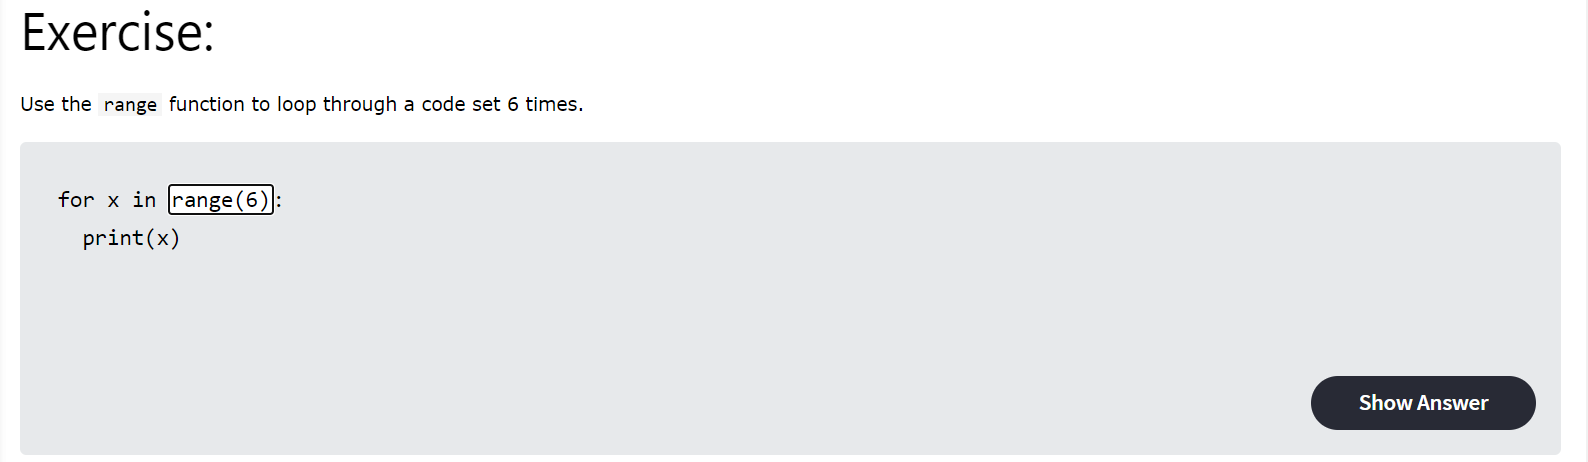 Exercise:
Use the range function to loop through a code set 6 times.
for x in range(6):
  print(x)
Show Answer